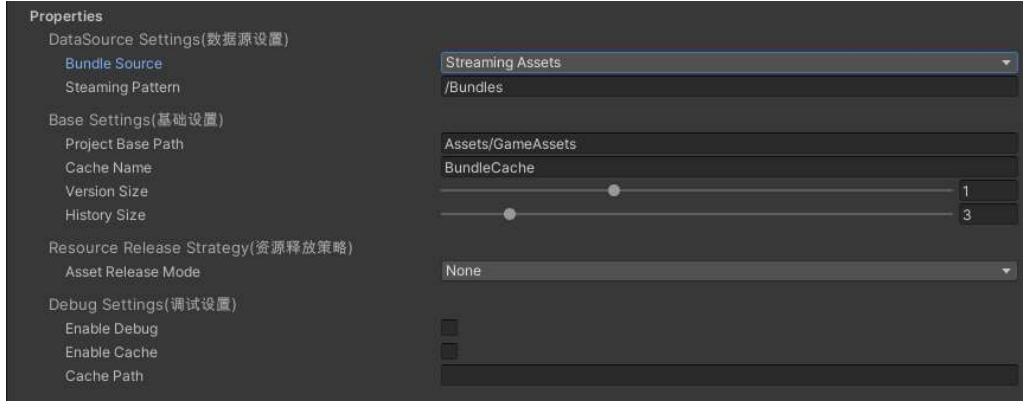 Properties
DataSource Settings(数据源设置)
Bundle Source Streaming Assets
Steaming Pattern /Bundles
Base Settings(基础设置)
Project Base Path Assets/GameAssets
Cache Name BundleCache
Version Size 1
History Size 3
Resource Release Strategy(资源释放策略)
Asset Release Mode None
Debug Settings(调试设置)
Enable Debug
Enable Cache
Cache Path